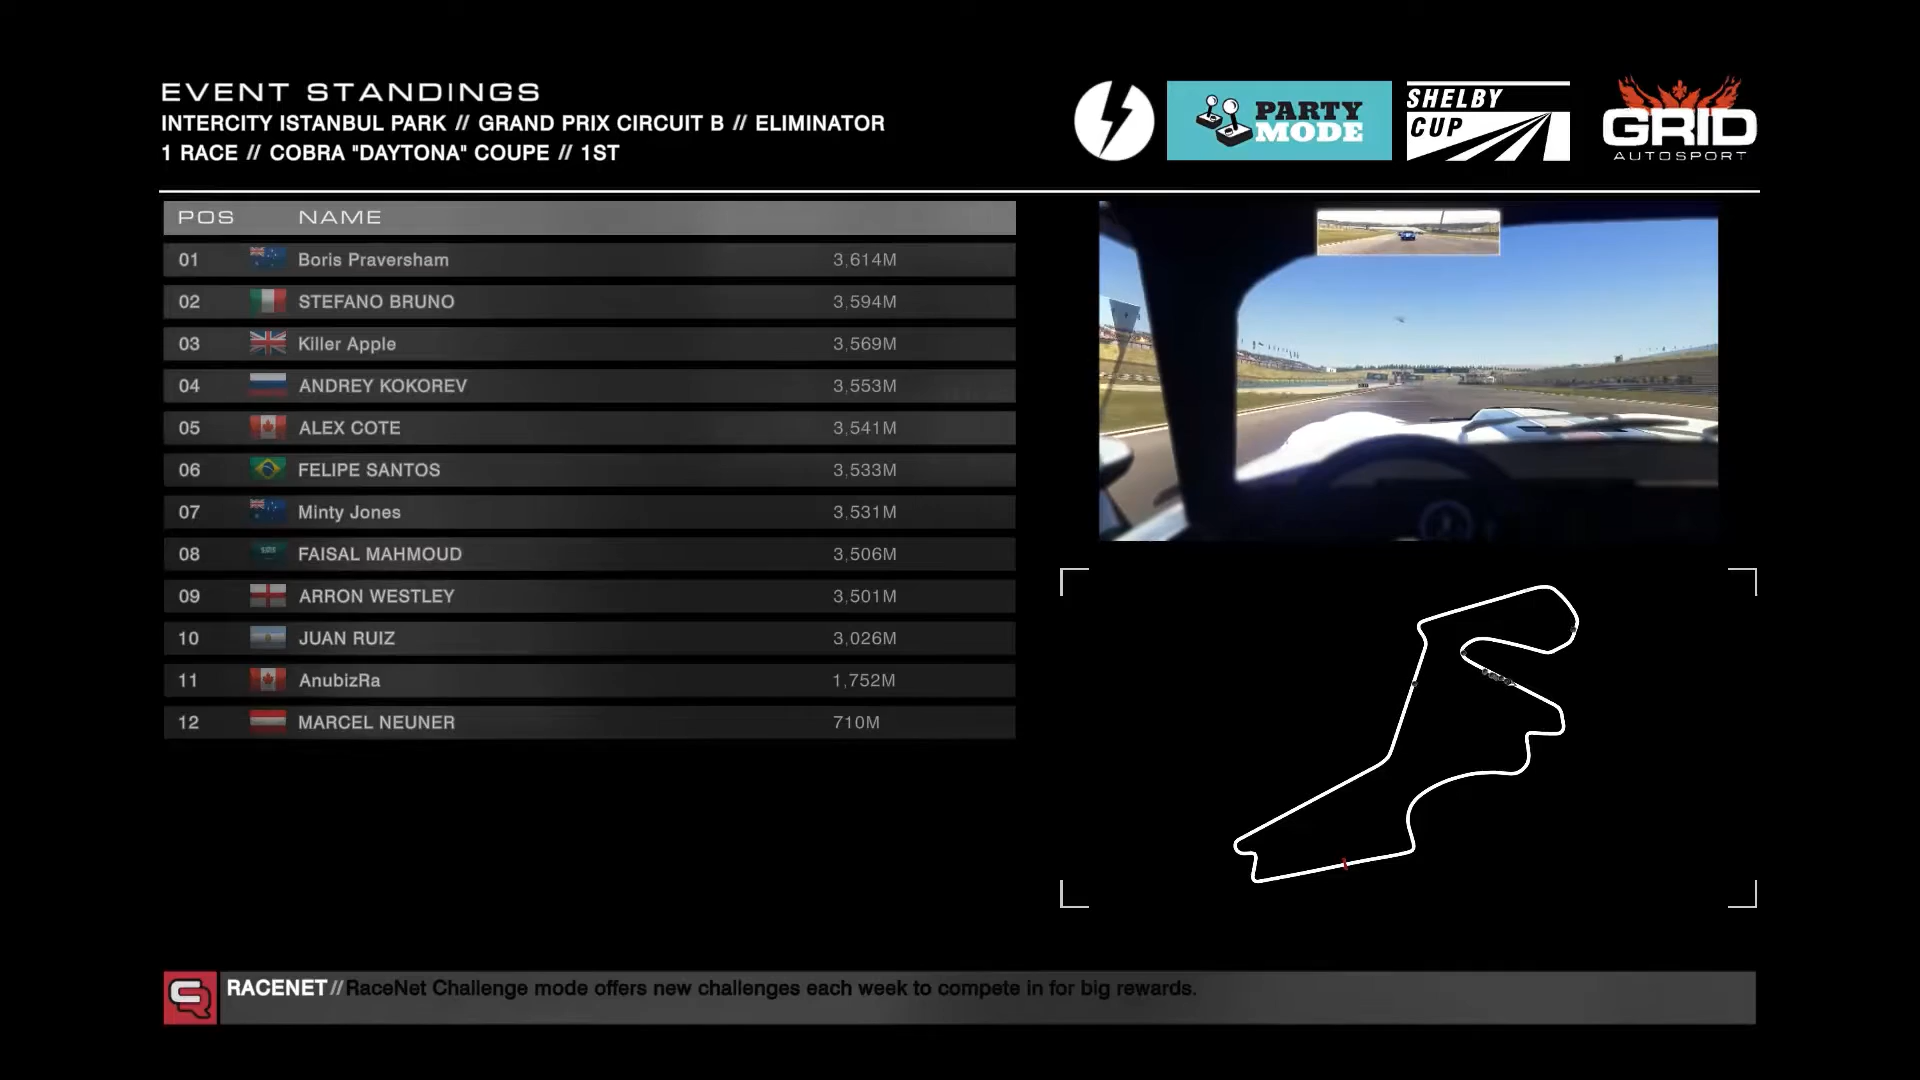 EVENT STANDINGS
INTERCITY ISTANBUL PARK // GRAND PRIX CIRCUIT B // ELIMINATOR
1 RACE // COBRA "DAYTONA" COUPE // 1ST
PARTY
MODE
SHELBY
CUP
GRID
AUTOSPORT
POS NAME
01 Boris Praversham 3,614M
02 STEFANO BRUNO 3,594M
03 Killer Apple 3,569M
04 ANDREY KOKOREV 3,553M
05 ALEX COTE 3,541M
06 FELIPE SANTOS 3,533M
07 Minty Jones 3,531M
08 FAISAL MAHMOUD 3,506M
09 ARRON WESTLEY 3,501M
10 JUAN RUIZ 3,026M
11 AnubizRa 1,752M
12 MARCEL NEUNER 710M
RACENET // RaceNet Challenge mode offers new challenges each week to compete in for big rewards.